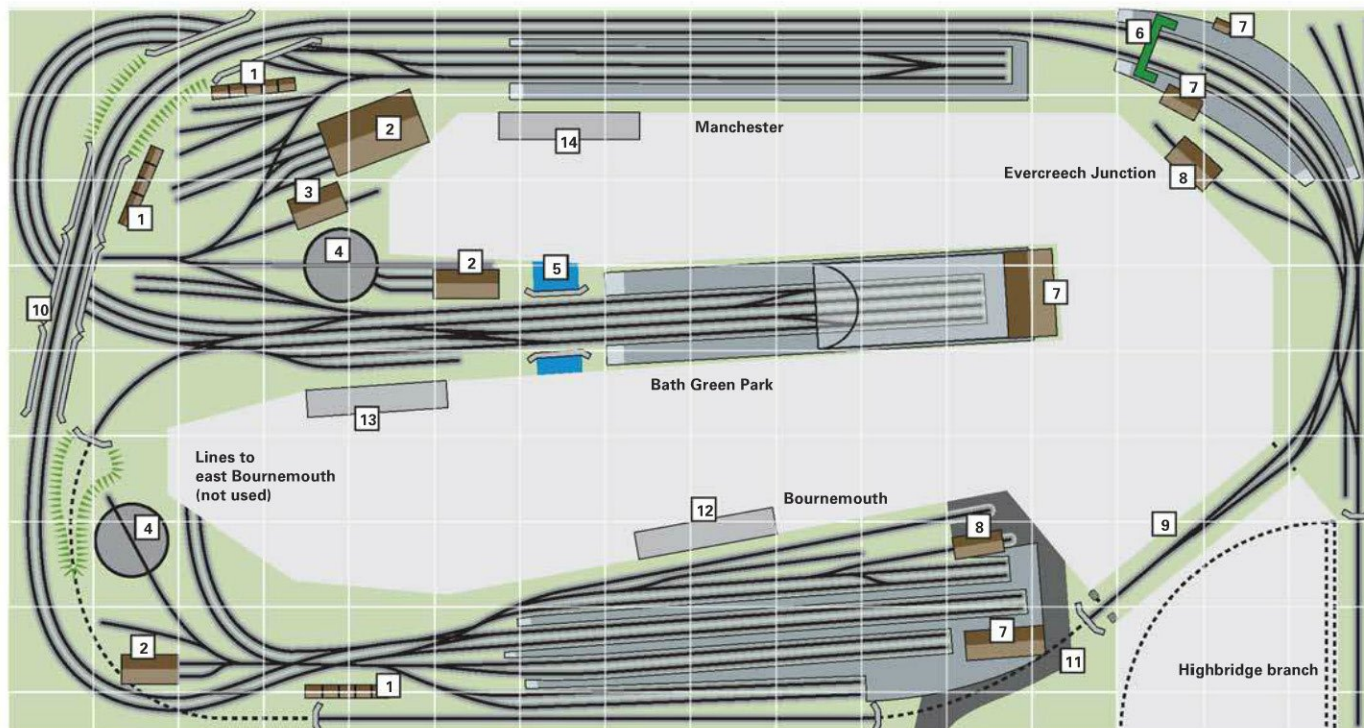 6
7
1
7
2
Manchester
14
Evercreech Junction
8
3
1
4
2
5
7
10
Bath Green Park
13
Lines to
east Bournemouth
(not used)
Bournemouth
12
4
9
8
2
7
11
Highbridge branch
1